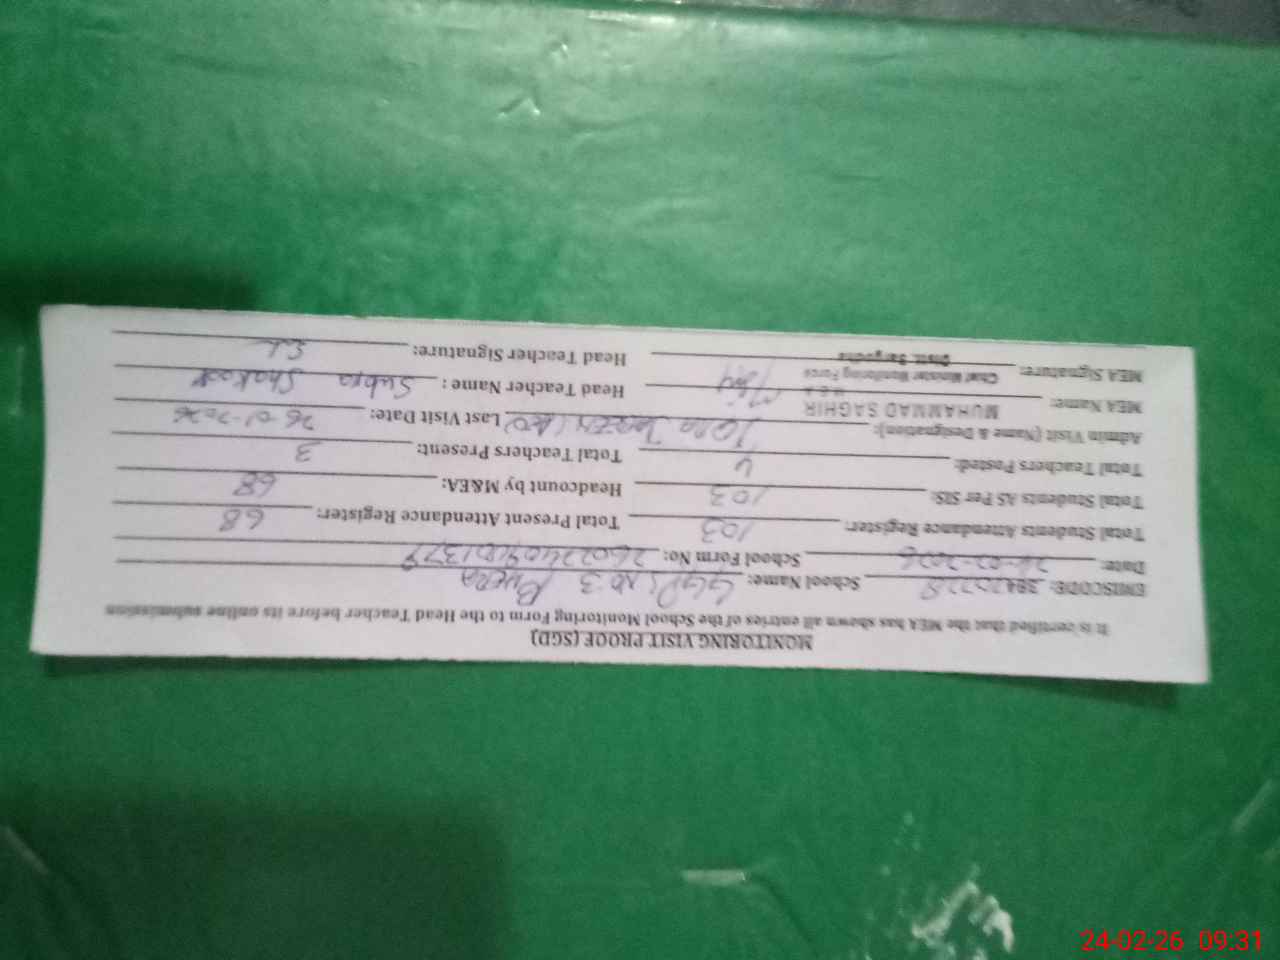 MONITORING VISIT PROOF (SGD)
It is certified that the MEA has shown all entries of the School Monitoring Form to the Head Teacher before its online submission
EMISCODE: 38420228 School Name: GGPS No 3 BHERA
Date: 24-02-2026 School Form No:
Total Students Attendance Register: 103 Total Present Attendance Register: 68
Total Students AS Per SIS: 103 Headcount by M&EA: 68
Total Teachers Posted: 4 Total Teachers Present: 3
Admin Visit (Name & Designation): Last Visit Date: 26-01-2026
MEA Name: MUHAMMAD SAGHIR Head Teacher Name : Shakoor
M.E.A
Chief Minister Monitoring Force
MEA Signature: Distt. Sargodha Head Teacher Signature:
24-02-26 09:31